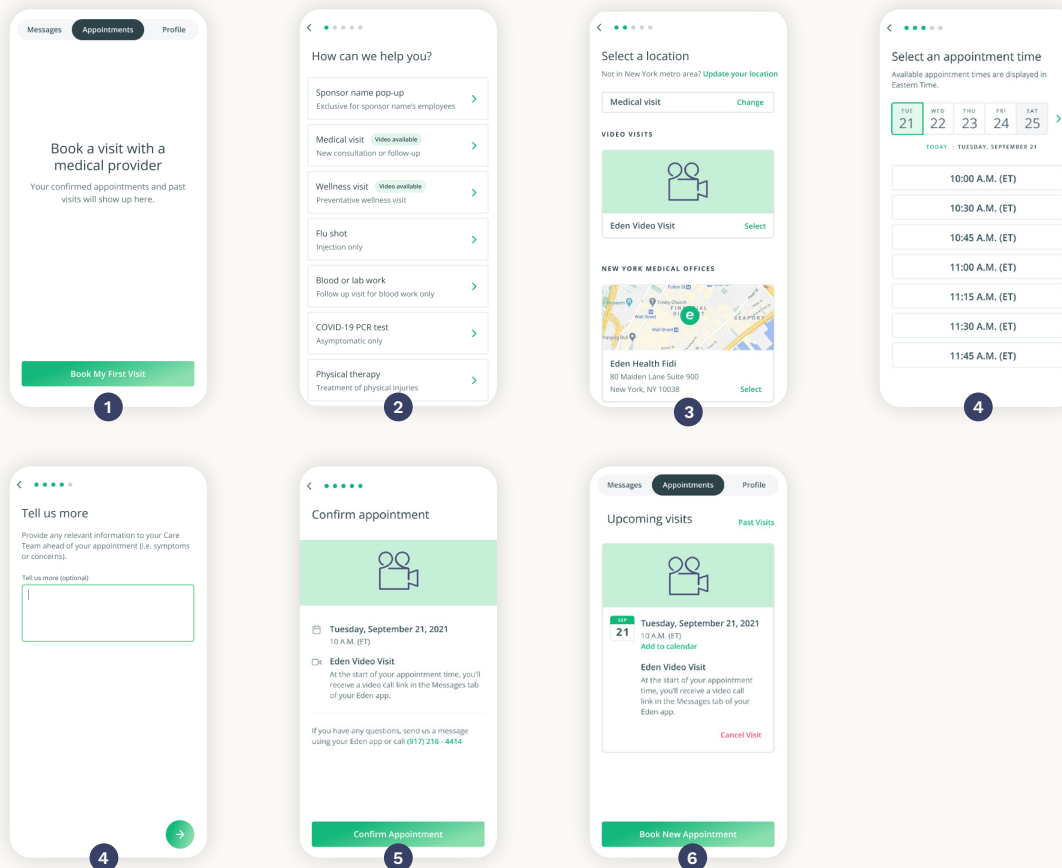 Messages Appointments Profile
Book a visit with a
medical provider
Your confirmed appointments and past
visits will show up here.
Book My First Visit
1
How can we help you?
Sponsor name pop-up
Exclusive for sponsor name's employees
Medical visit Video available
New consultation or follow-up
Wellness visit Video available
Preventative wellness visit
Flu shot
Injection only
Blood or lab work
Follow up visit for blood work only
COVID-19 PCR test
Asymptomatic only
Physical therapy
Treatment of physical injuries
2
Select a location
Not in New York metro area? Update your location
Medical visit Change
VIDEO VISITS
Eden Video Visit Select
NEW YORK MEDICAL OFFICES
Fulton St
Museum
Trinity Church
FINANCIAL
DISTRICT
Wall Street
SEAPORT
e
Wall Street
Charging Bull
Eden Health Fidi
80 Maiden Lane Suite 900
New York, NY 10038 Select
3
Select an appointment time
Available appointment times are displayed in
Eastern Time.
TUE WED THU FRI SAT
21 22 23 24 25
TODAY | TUESDAY, SEPTEMBER 21
10:00 A.M. (ET)
10:30 A.M. (ET)
10:45 A.M. (ET)
11:00 A.M. (ET)
11:15 A.M. (ET)
11:30 A.M. (ET)
11:45 A.M. (ET)
4
Tell us more
Provide any relevant information to your Care
Team ahead of your appointment (i.e. symptoms
or concerns).
Tell us more (optional)
4
Confirm appointment
Tuesday, September 21, 2021
10 A.M. (ET)
Eden Video Visit
At the start of your appointment time, you'll
receive a video call link in the Messages tab
of your Eden app.
If you have any questions, send us a message
using your Eden app or call (917) 216 - 4414
Confirm Appointment
5
Messages Appointments Profile
Upcoming visits Past Visits
SEP
21
Tuesday, September 21, 2021
10 A.M. (ET)
Add to calendar
Eden Video Visit
At the start of your appointment
time, you'll receive a video call
link in the Messages tab of your
Eden app.
Cancel Visit
Book New Appointment
6